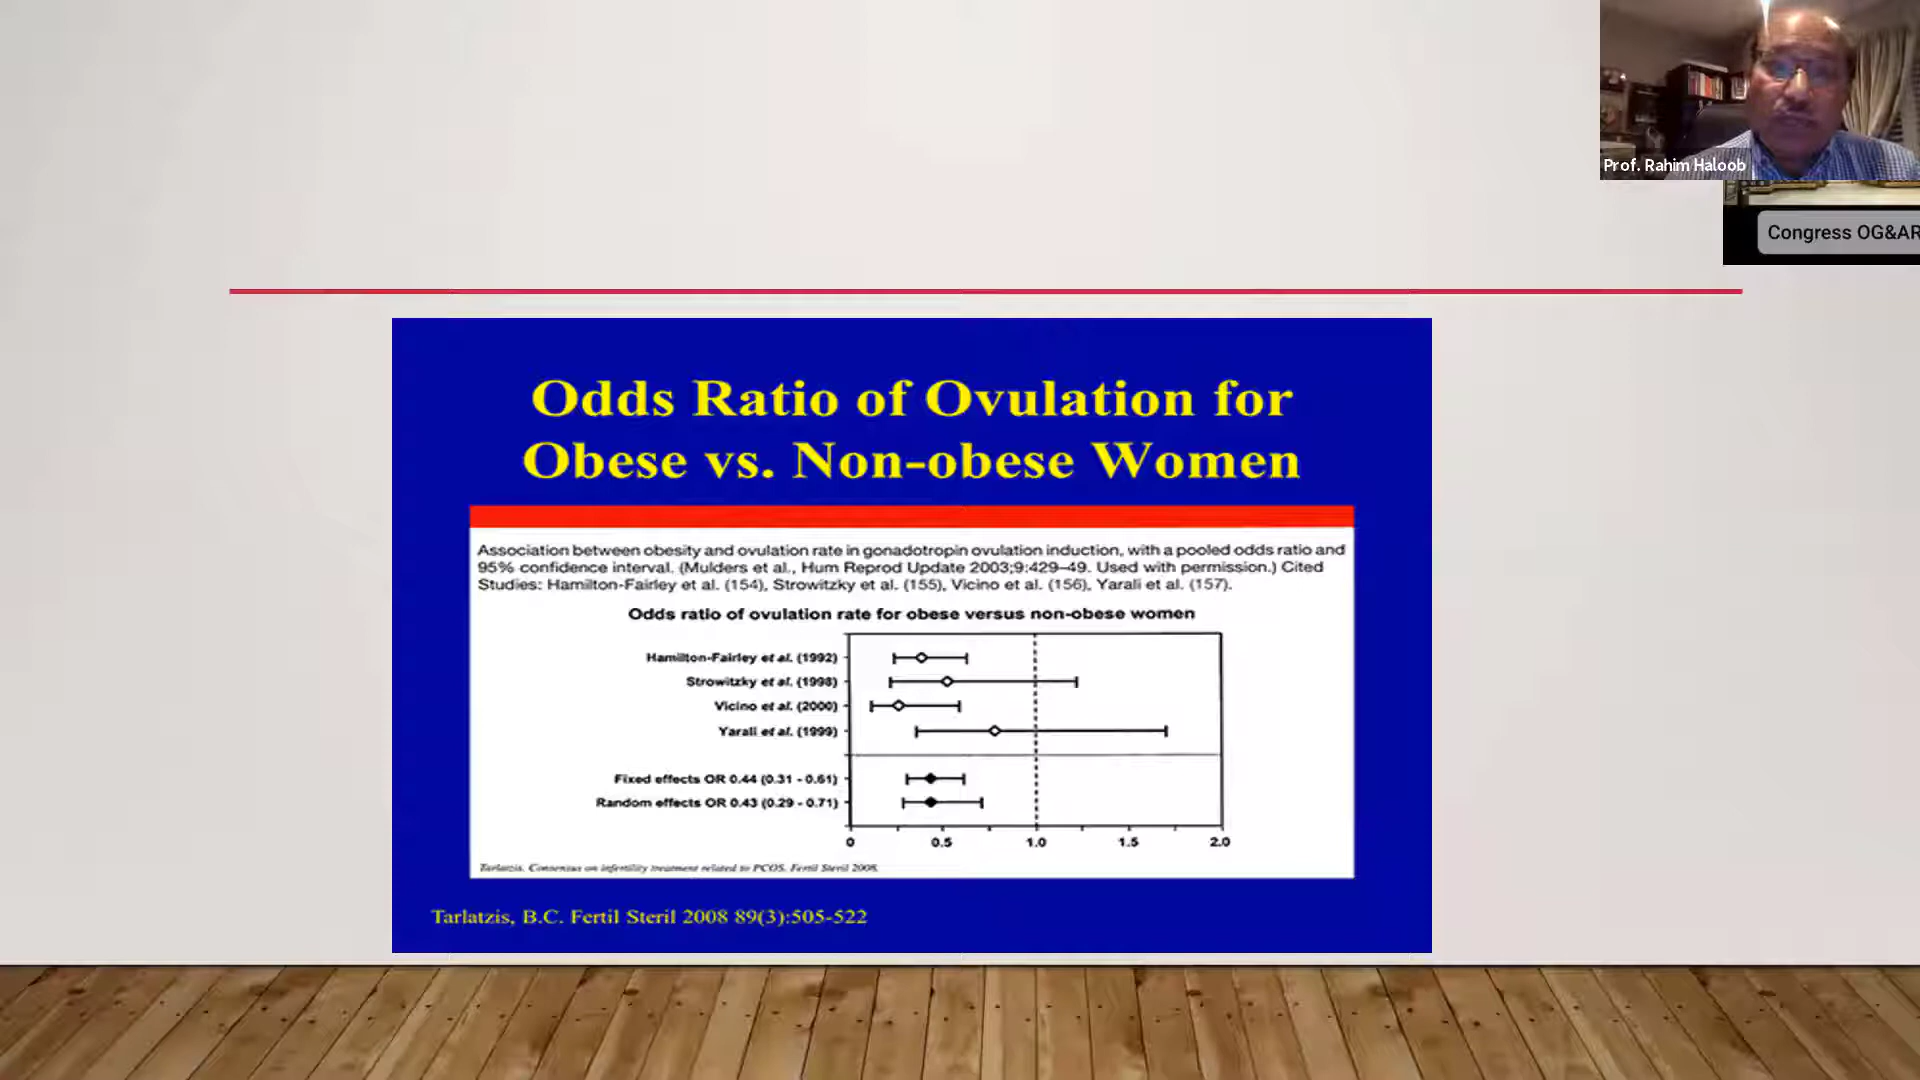 Prof. Rahim Haloob
Congress OG&AR
Odds Ratio of Ovulation for
Obese vs. Non-obese Women
Association between obesity and ovulation rate in gonadotropin ovulation induction, with a pooled odds ratio and
95% confidence interval. (Mulders et al., Hum Reprod Update 2003;9:429–49. Used with permission.) Cited
Studies: Hamilton-Fairley et al. (154), Strowitzky et al. (155), Vicino et al. (156), Yarali et al. (157).
Odds ratio of ovulation rate for obese versus non-obese women
Hamilton-Fairley et al. (1992)
Strowitzky et al. (1998)
Vicino et al. (2000)
Yarali et al. (1999)
Fixed effects OR 0.44 (0.31 - 0.61)
Random effects OR 0.43 (0.29 - 0.71)
0 0.5 1.0 1.5 2.0
Tarlatzis. Consensus on infertility treatment related to PCOS. Fertil Steril 2008.
Tarlatzis, B.C. Fertil Steril 2008 89(3):505-522